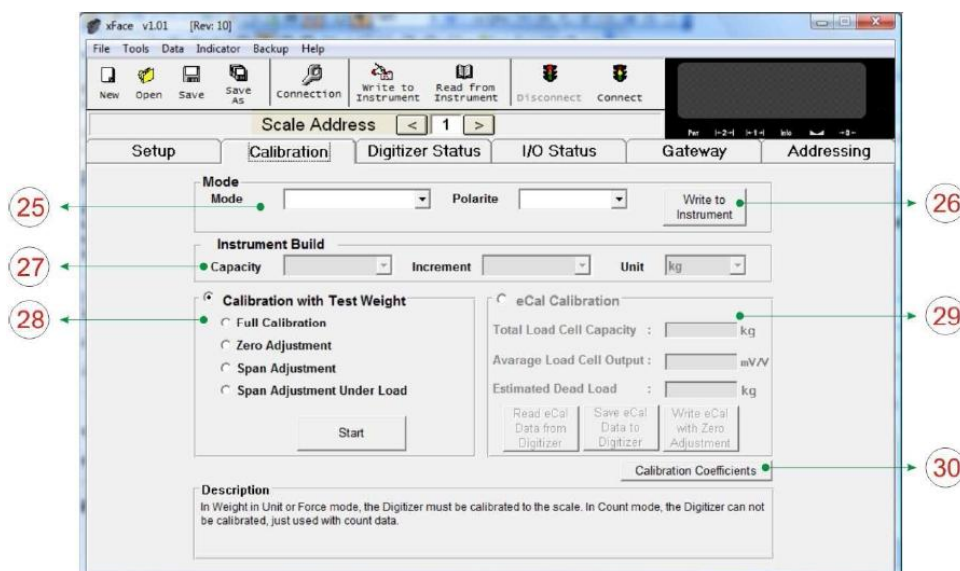 xFace v1.01 [Rev: 10]
File Tools Data Indicator Backup Help
New Open Save Save As Connection Write to Instrument Read from Instrument Disconnect Connect
Scale Address < 1 >
Pwr |-2-| |-1-| Info -0-
Setup Calibration Digitizer Status I/O Status Gateway Addressing
Mode
25 Mode Polarite Write to Instrument 26
Instrument Build
27 Capacity Increment Unit kg
Calibration with Test Weight eCal Calibration
28 Full Calibration 29
Total Load Cell Capacity : kg
Zero Adjustment
Avarage Load Cell Output : mV/V
Span Adjustment
Span Adjustment Under Load Estimated Dead Load : kg
Start Read eCal Data from Digitizer Save eCal Data to Digitizer Write eCal with Zero Adjustment
Calibration Coefficients 30
Description
In Weight in Unit or Force mode, the Digitizer must be calibrated to the scale. In Count mode, the Digitizer can not
be calibrated, just used with count data.